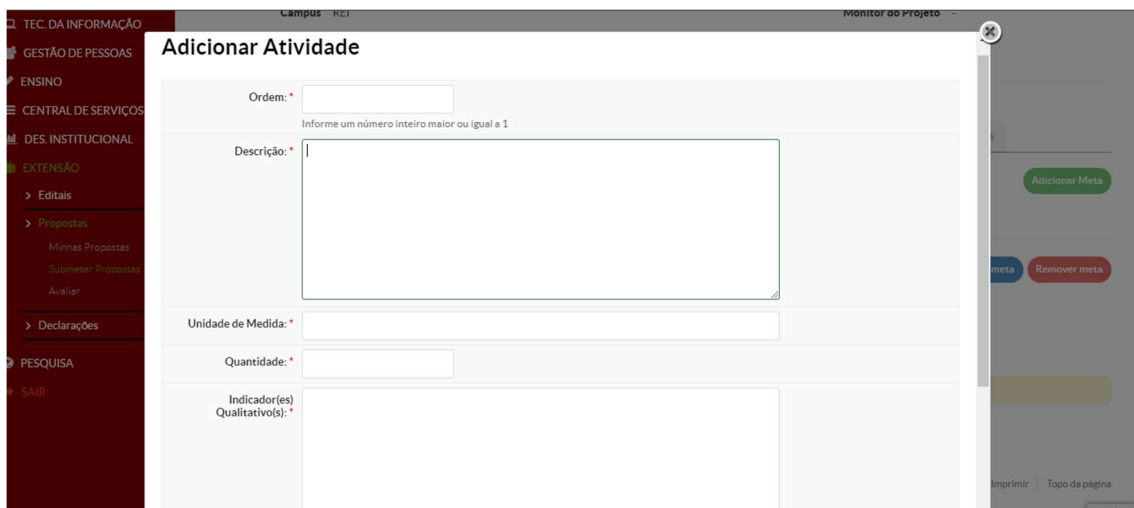 Campus REI
Monitor do Projeto -
TEC. DA INFORMAÇÃO
GESTÃO DE PESSOAS
ENSINO
CENTRAL DE SERVIÇOS
DES. INSTITUCIONAL
EXTENSÃO
> Editais
> Propostas
Minhas Propostas
Submeter Propostas
Avaliar
> Declarações
PESQUISA
SAIR
Adicionar Atividade
Ordem: *
Informe um número inteiro maior ou igual a 1
Descrição: *
Unidade de Medida: *
Quantidade: *
Indicador(es)
Qualitativo(s): *
Adicionar Meta
meta
Remover meta
Imprimir
Topo da página